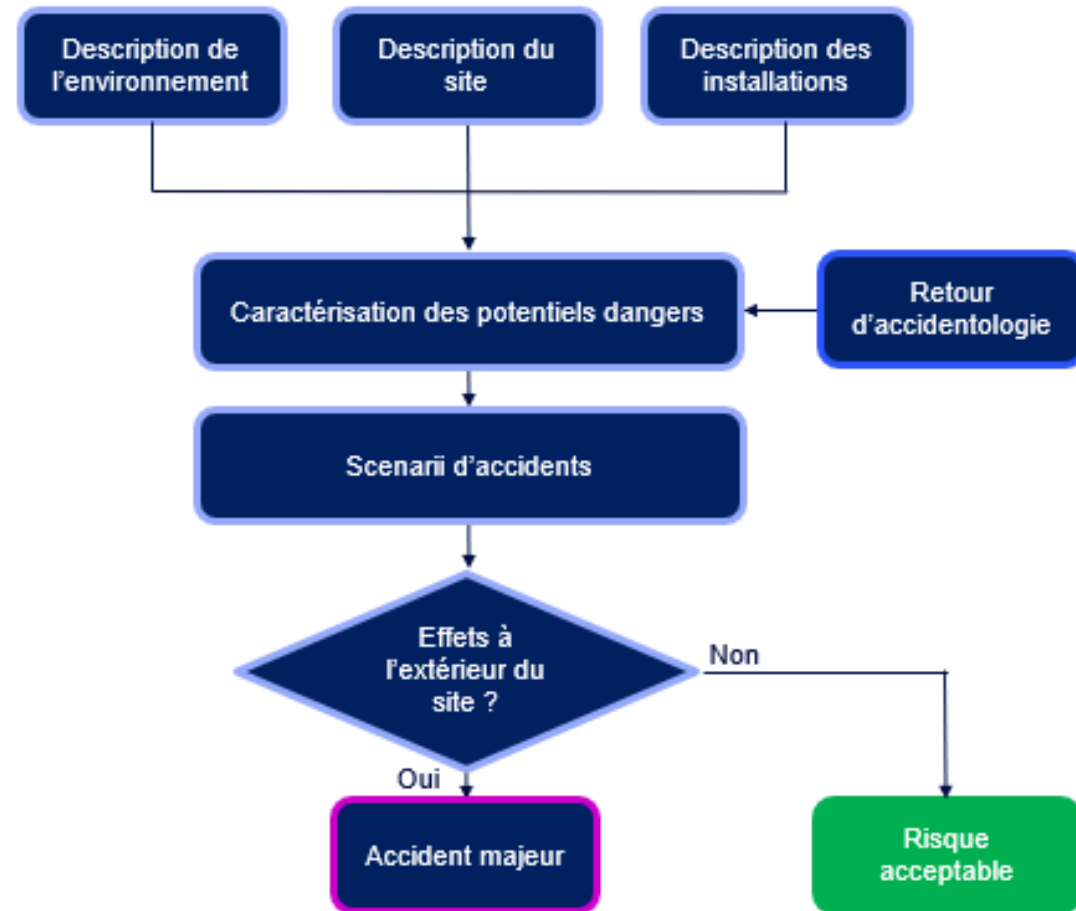 Description de
l'environnement
Description du
site
Description des
installations
Caractérisation des potentiels dangers
Retour
d'accidentologie
Scenarii d'accidents
Effets à
l'extérieur du
site ?
Non
Oui
Accident majeur
Risque
acceptable